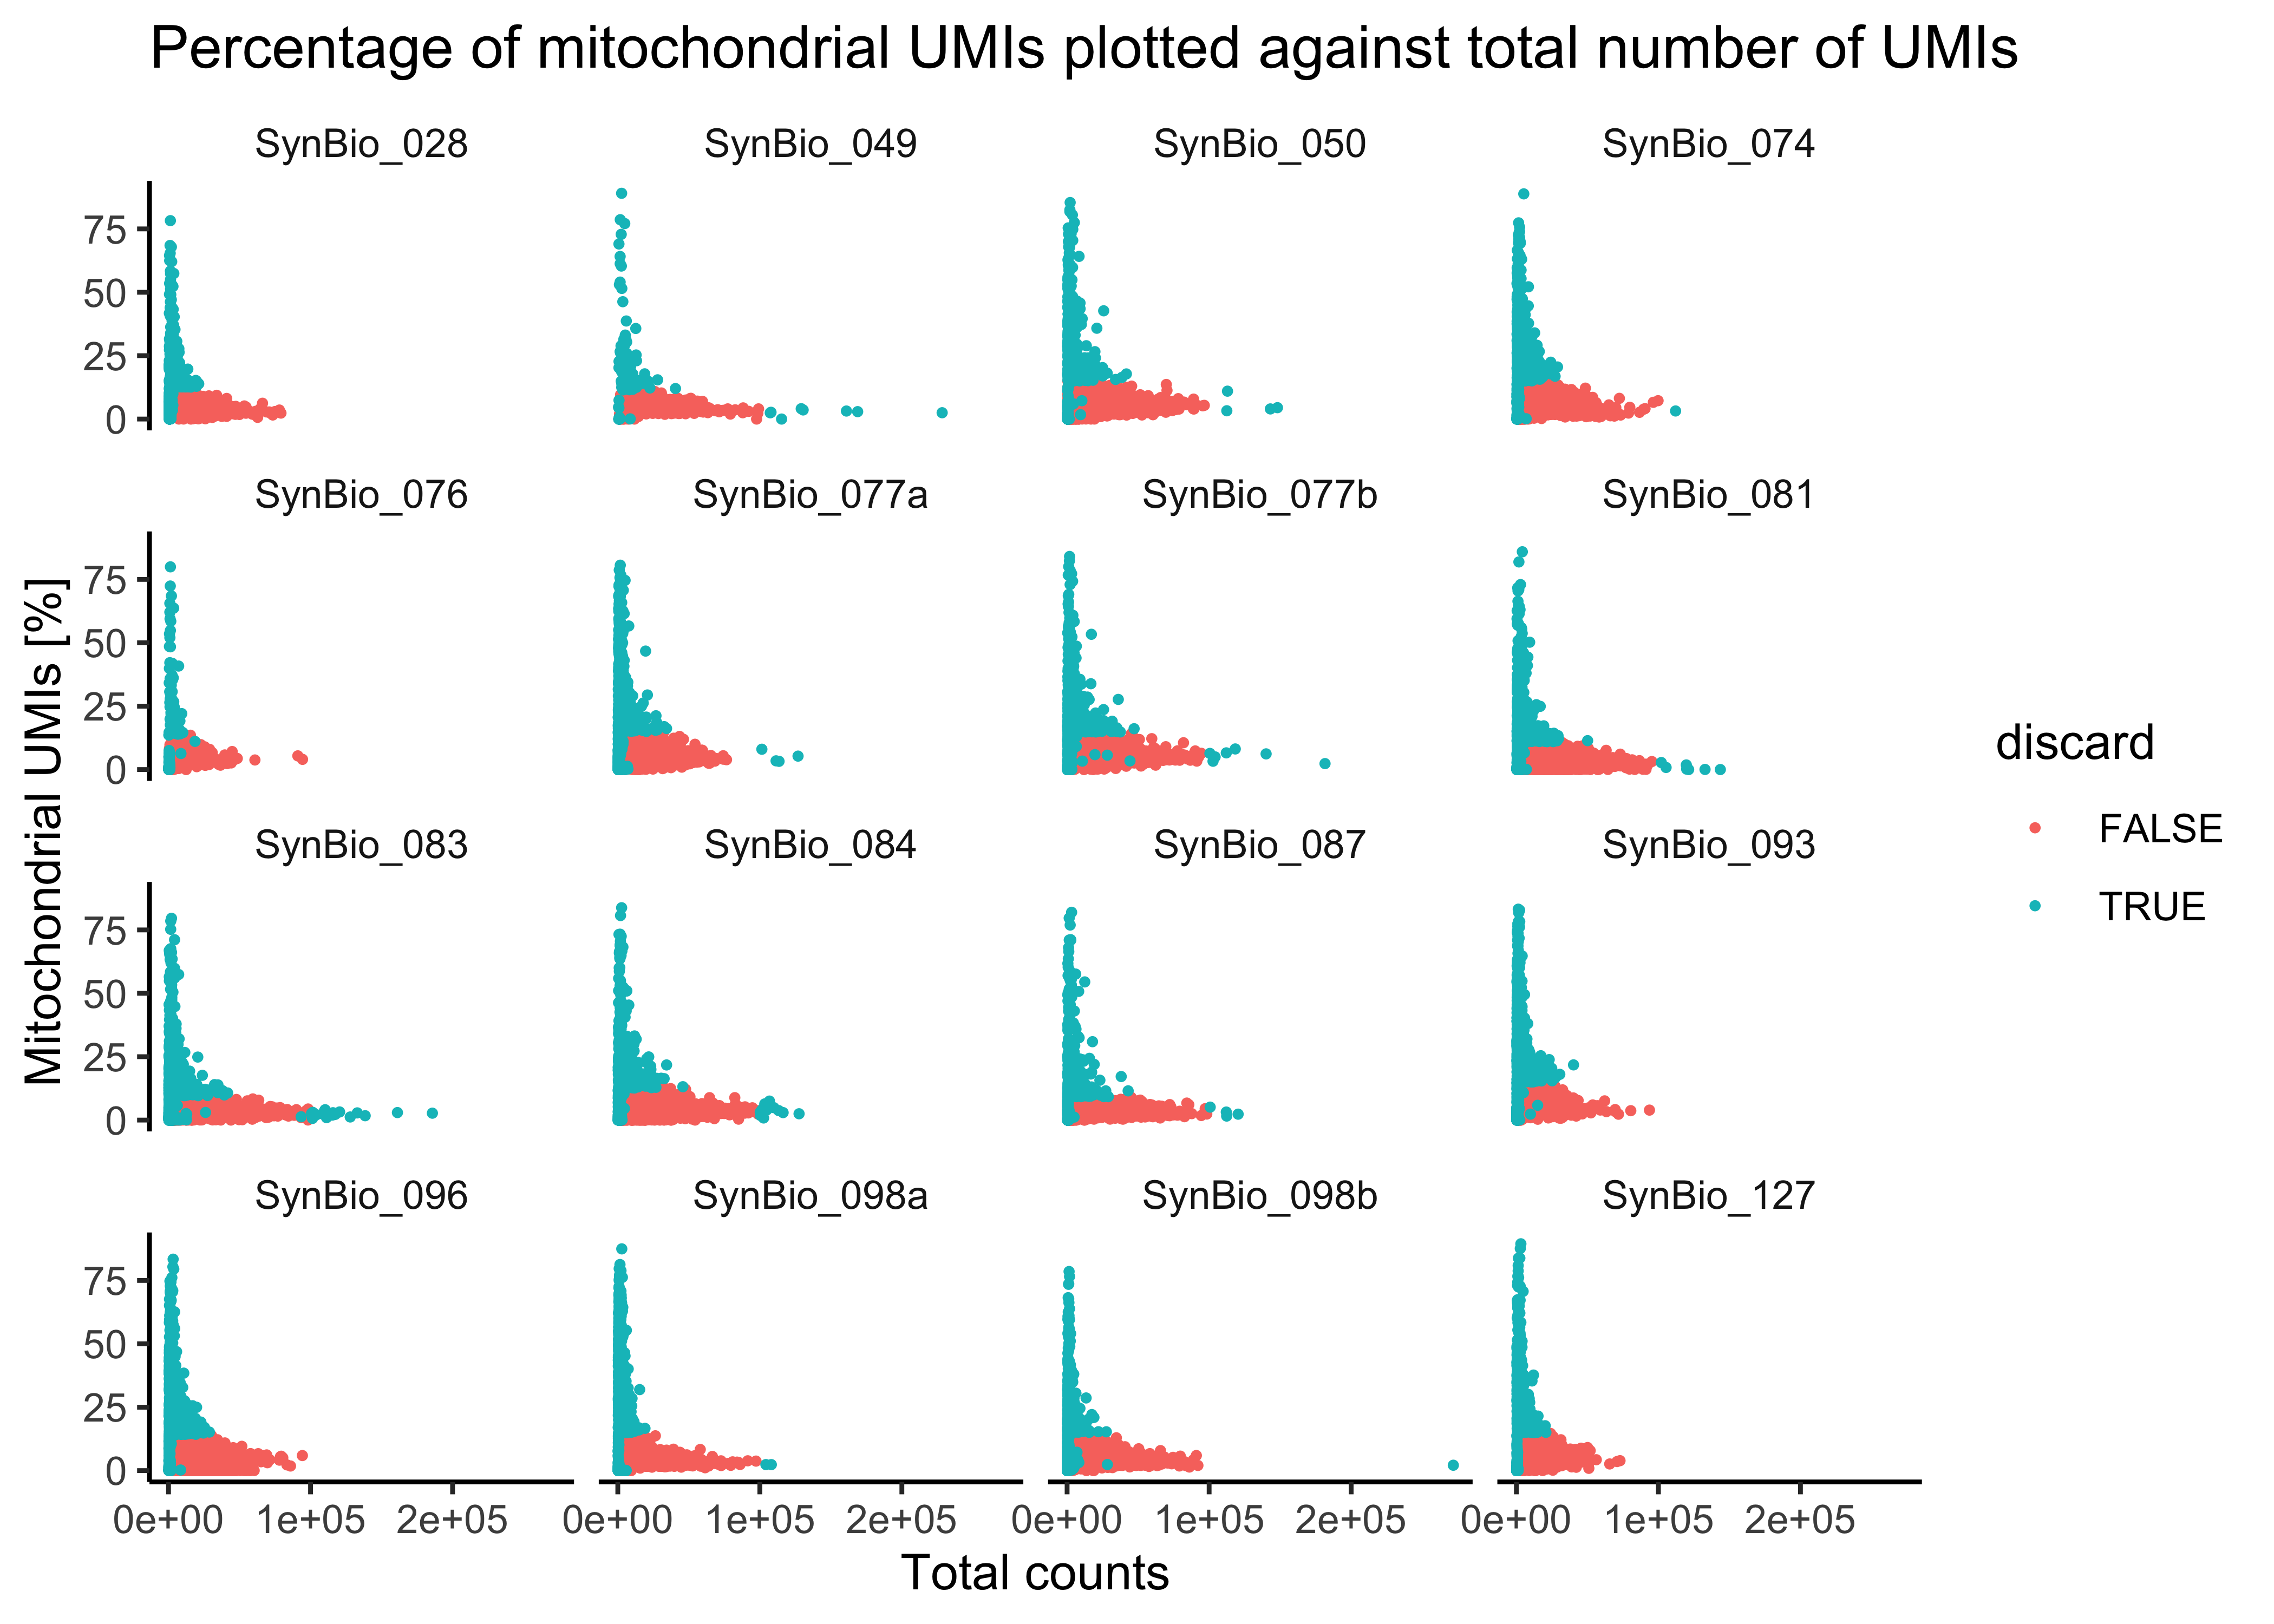 Percentage of mitochondrial UMIs plotted against total number of UMIs
SynBio_028 SynBio_049 SynBio_050 SynBio_074
75
50
25
0
SynBio_076 SynBio_077a SynBio_077b SynBio_081
75
50
25
0
Mitochondrial UMIs [%]
SynBio_083 SynBio_084 SynBio_087 SynBio_093
75
50
25
0
SynBio_096 SynBio_098a SynBio_098b SynBio_127
75
50
25
0
0e+00 1e+05 2e+05 0e+00 1e+05 2e+05 0e+00 1e+05 2e+05 0e+00 1e+05 2e+05
Total counts
discard
FALSE
TRUE